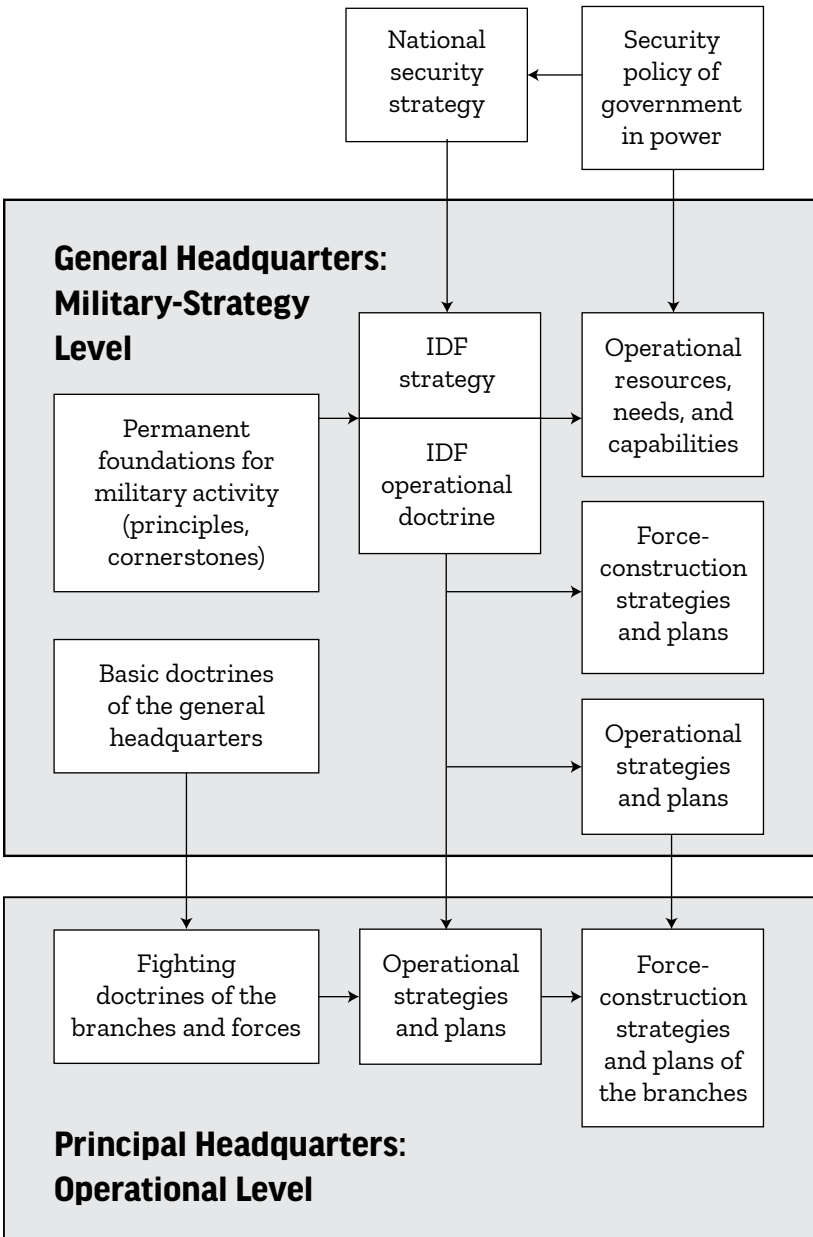 National
security
strategy
Security
policy of
government
in power
General Headquarters:
Military-Strategy
Level
IDF
strategy
Operational
resources,
needs, and
capabilities
Permanent
foundations for
military activity
(principles,
cornerstones)
IDF
operational
doctrine
Force-
construction
strategies
and plans
Basic doctrines
of the general
headquarters
Operational
strategies
and plans
Fighting
doctrines of the
branches and forces
Operational
strategies
and plans
Force-
construction
strategies
and plans of
the branches
Principal Headquarters:
Operational Level